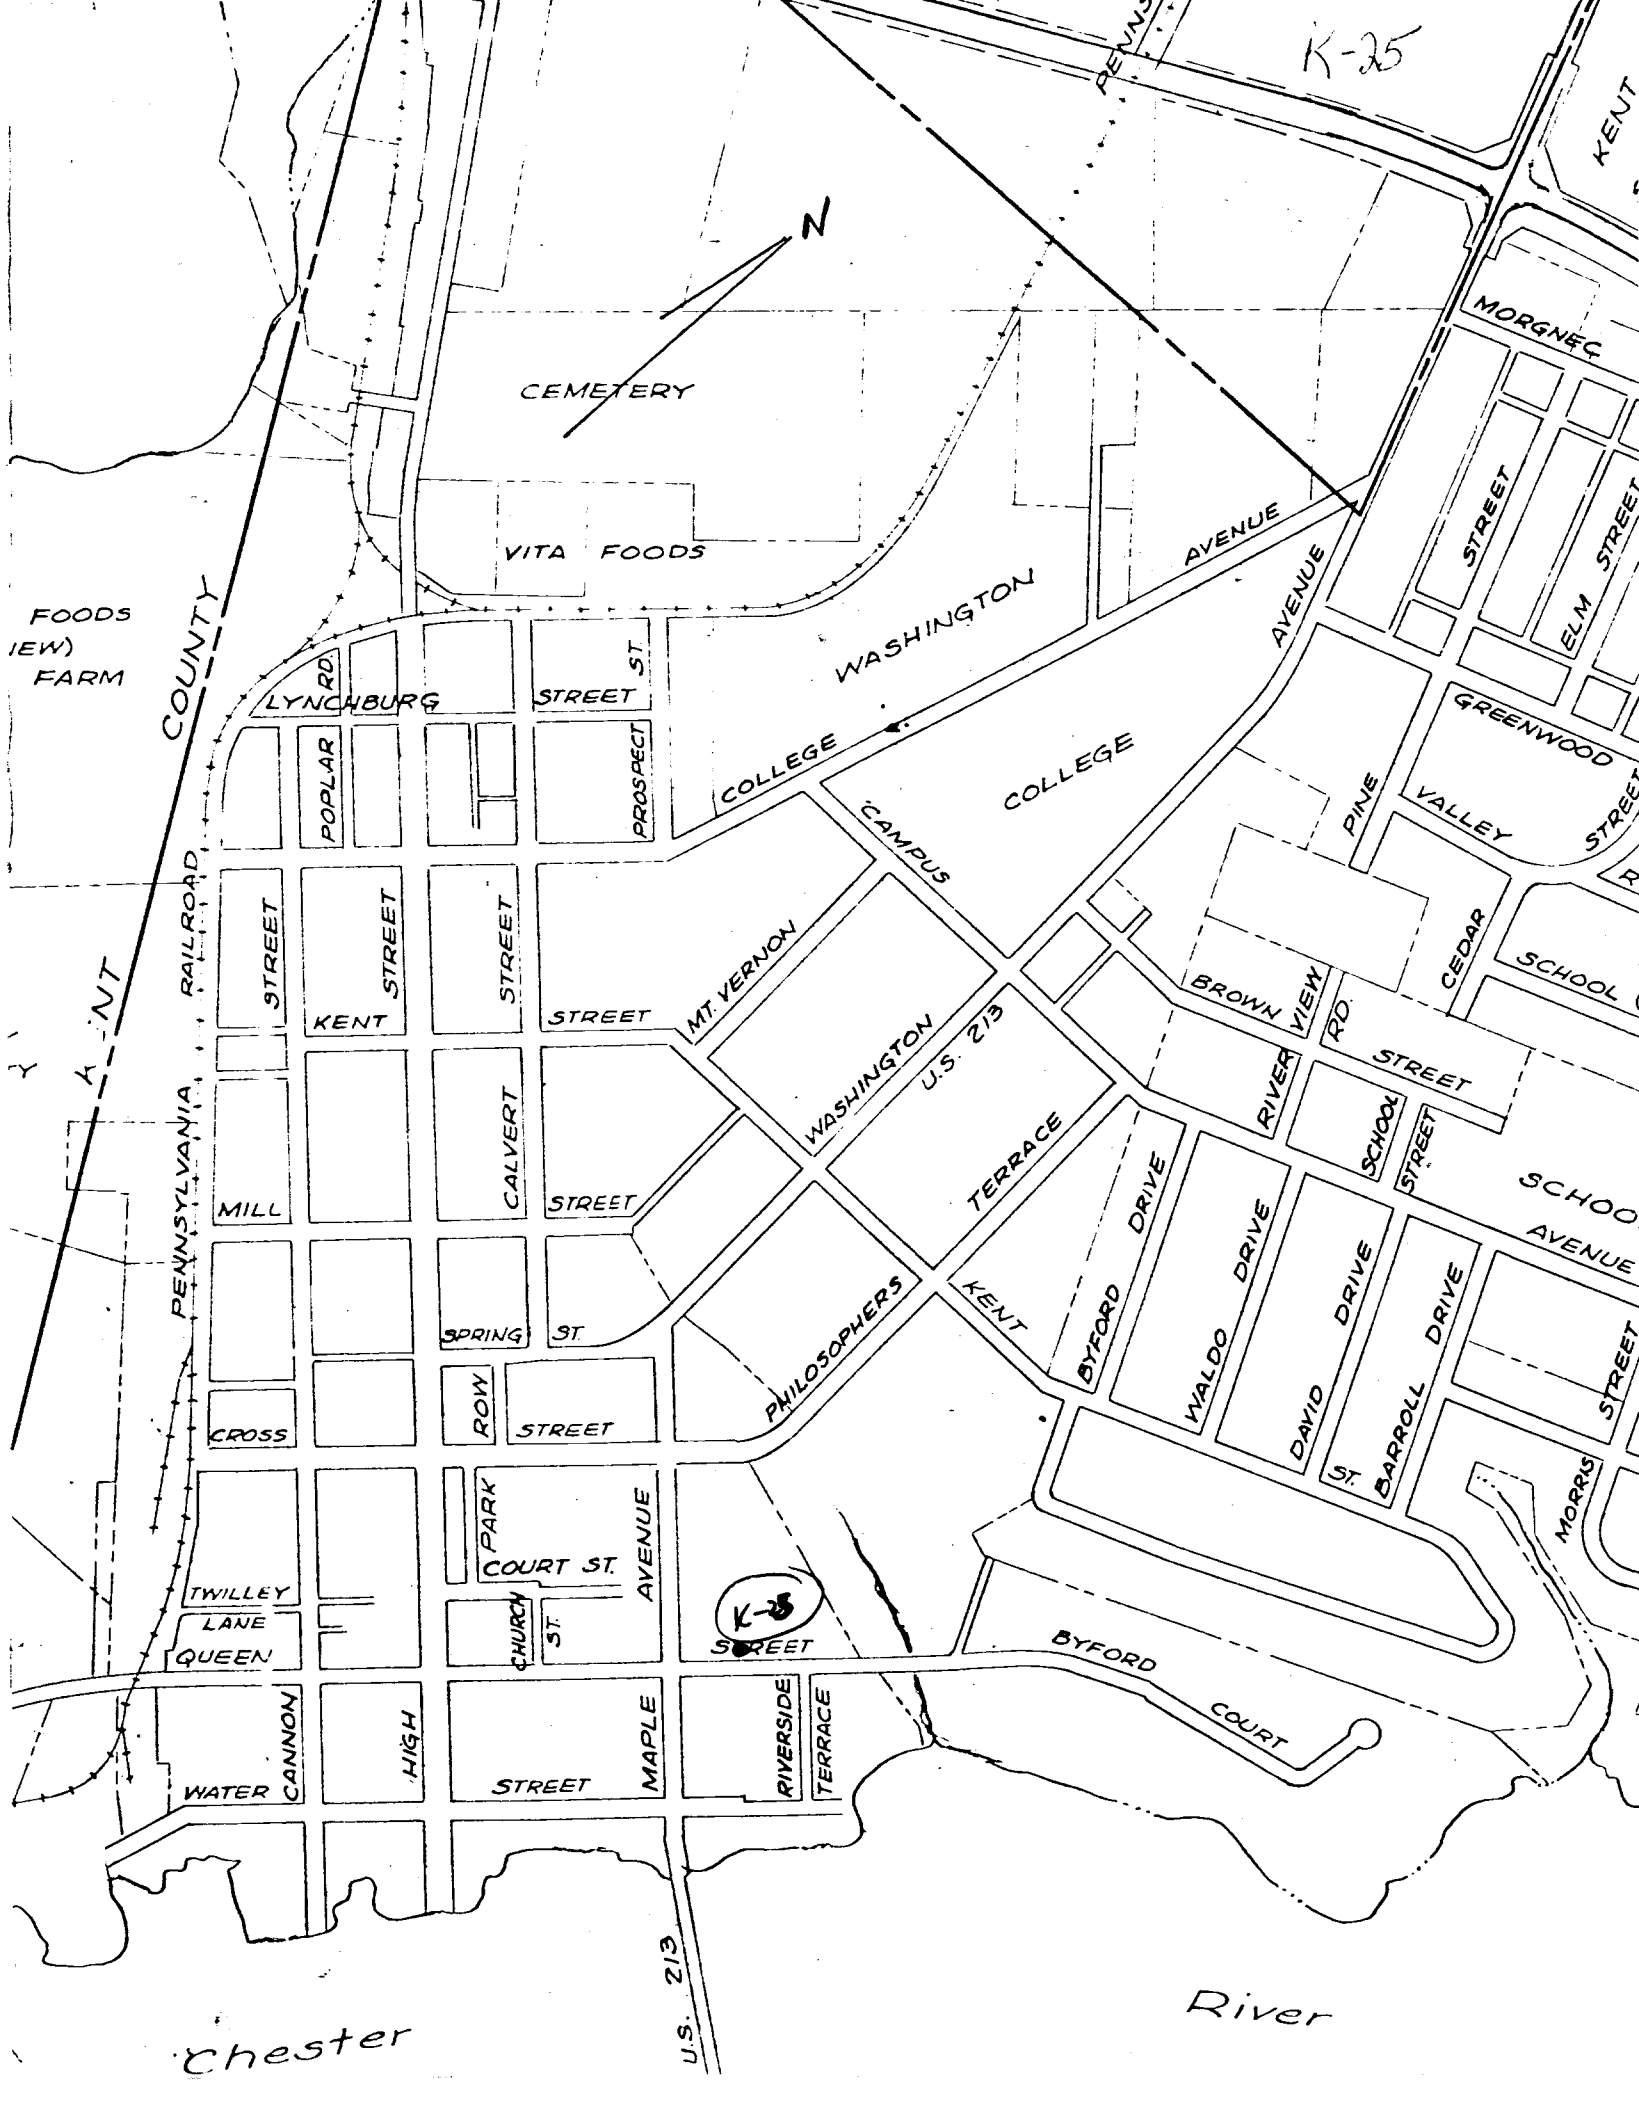 K-25
PENNS
KENT
N
MORGNEC
CEMETERY
STREET
STREET
AVENUE
VITA FOODS
AVENUE
ELM
FOODS
IEW)
FARM
COUNTY
WASHINGTON
RD.
ST.
LYNCHBURG
STREET
GREENWOOD
COLLEGE
COLLEGE
POPLAR
PROSPECT
PINE
VALLEY
STREET
CAMPUS
RAILROAD
STREET
STREET
STREET
MT. VERNON
CEDAR
SCHOOL
BROWN
VIEW
RD.
KENT
STREET
WASHINGTON
U.S. 213
STREET
NT
A
Y
PENNSYLVANIA
CALVERT
RIVER
SCHOOL
STREET
TERRACE
DRIVE
MILL
STREET
SCHOO
AVENUE
DRIVE
DRIVE
DRIVE
SPRING
ST.
PHILOSOPHERS
KENT
BYFORD
WALDO
STREET
ROW
CROSS
STREET
DAVID
BARROLL
ST.
PARK
AVENUE
MORRIS
COURT ST.
TWILLEY
LANE
CHURCH
ST.
QUEEN
STREET
BYFORD
COURT
CANNON
HIGH
MAPLE
RIVERSIDE
TERRACE
WATER
STREET
U.S. 213
River
Chester